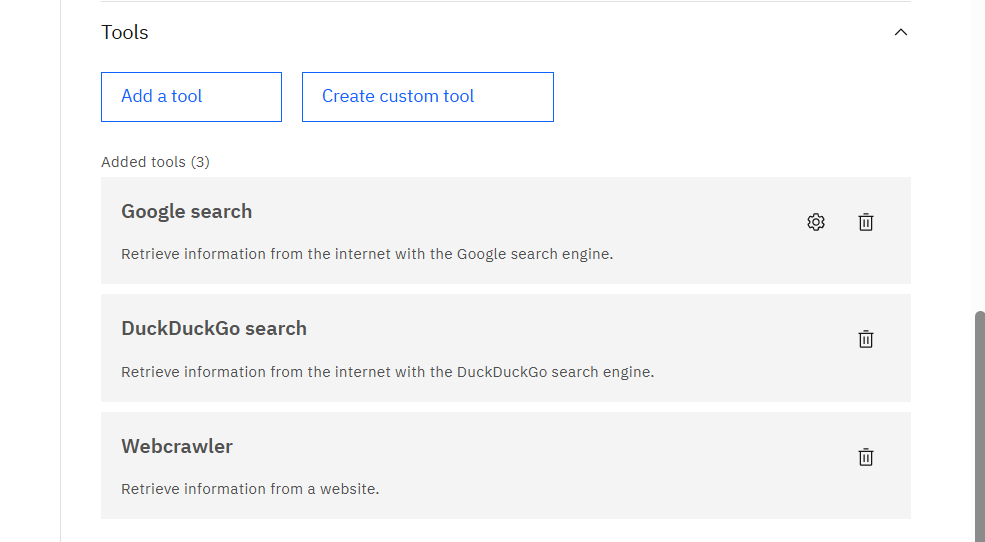 Tools
Add a tool
Create custom tool
Added tools (3)
Google search
Retrieve information from the internet with the Google search engine.
DuckDuckGo search
Retrieve information from the internet with the DuckDuckGo search engine.
Webcrawler
Retrieve information from a website.